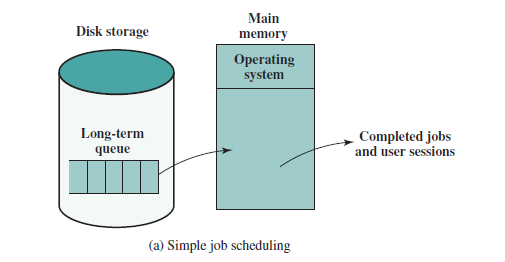 Disk storage
Main
memory
Operating
system
Long-term
queue
Completed jobs
and user sessions
(a) Simple job scheduling